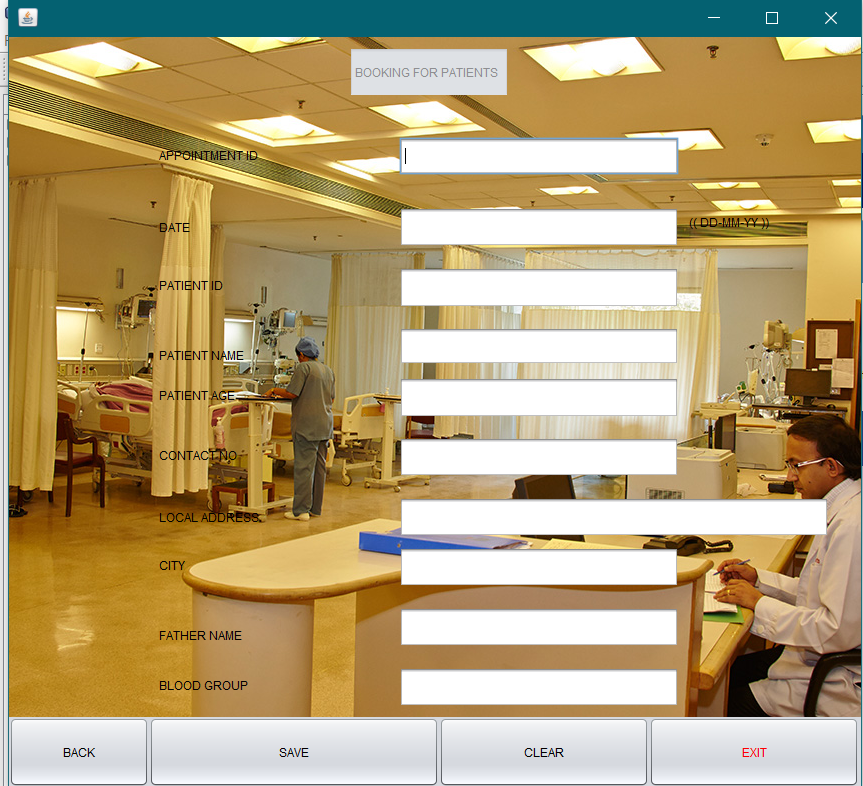 BOOKING FOR PATIENTS
APPOINTMENT ID
DATE
(( DD-MM-YY ))
PATIENT ID
PATIENT NAME
PATIENT AGE
CONTACT NO
LOCAL ADDRESS
CITY
FATHER NAME
BLOOD GROUP
BACK SAVE CLEAR EXIT